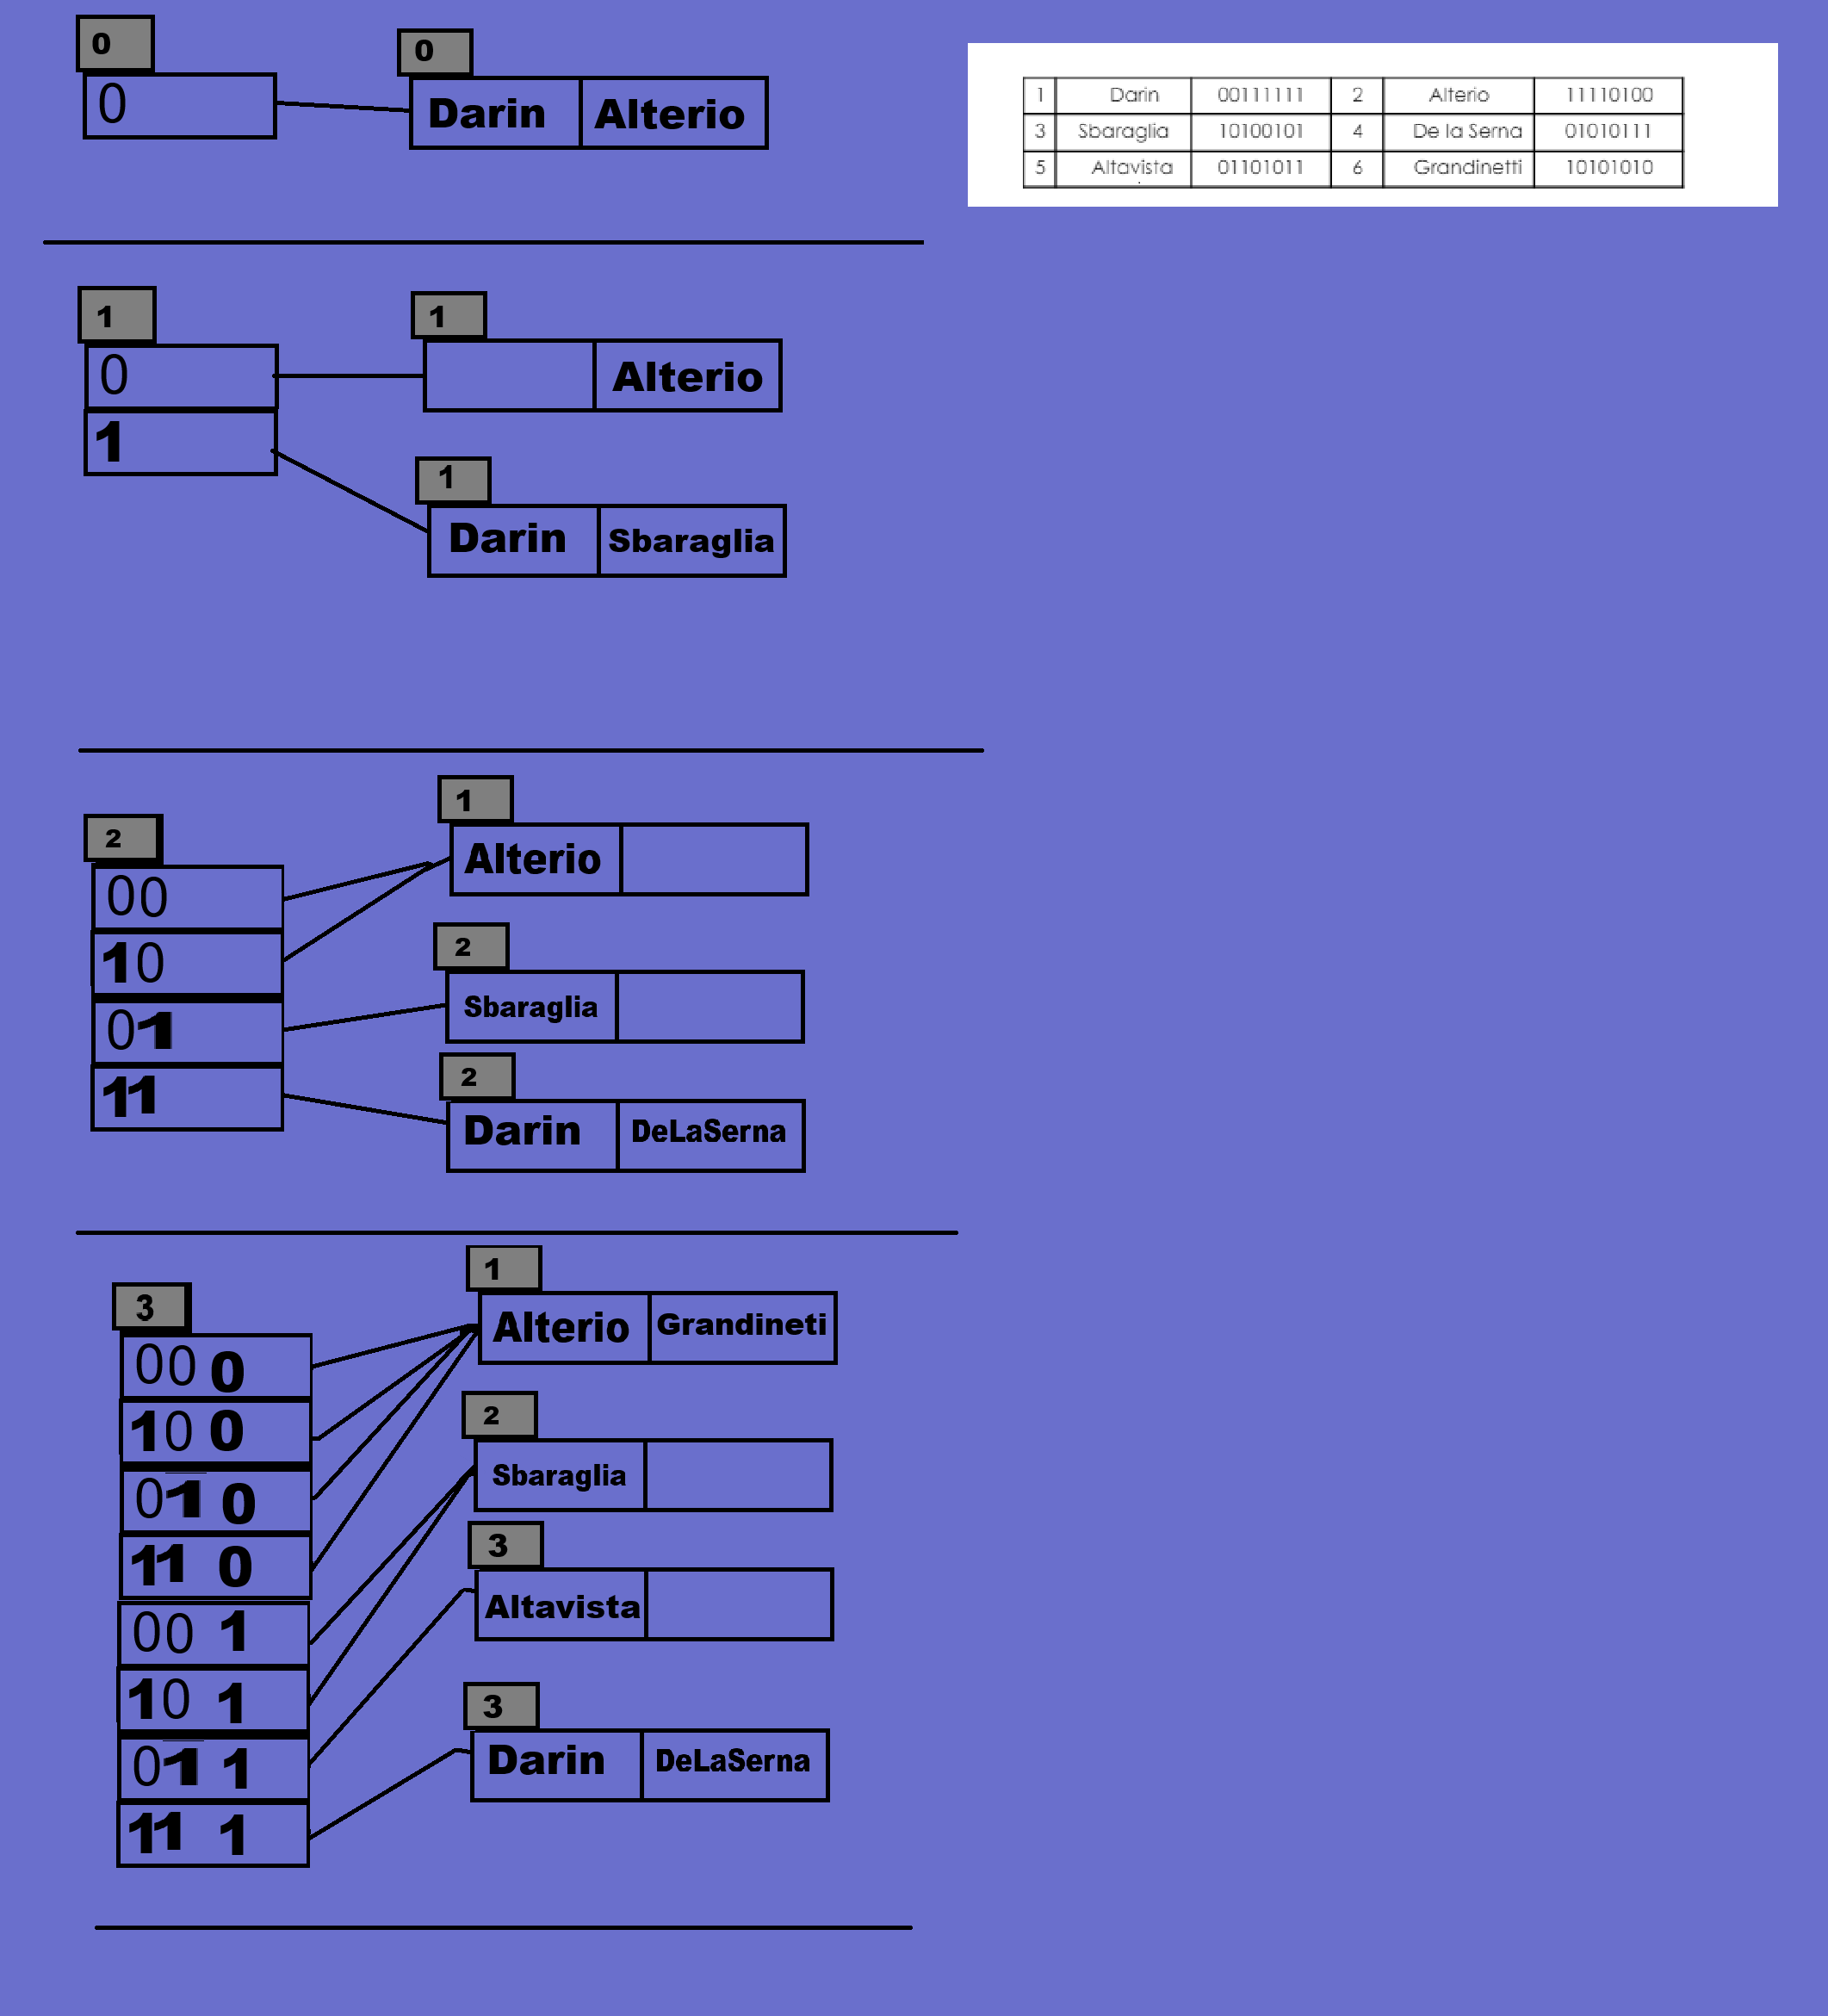 0
0
0
Darin Alterio
1 Darin 00111111 2 Alterio 11110100
3 Sbaraglia 10100101 4 De la Serna 01010111
5 Altavista 01101011 6 Grandinetti 10101010
1
1
0
Alterio
1
1
Darin Sbaraglia
1
2
Alterio
00
10
2
Sbaraglia
01
2
11
Darin DeLaSerna
1
3
Alterio Grandineti
00 0
10 0
2
Sbaraglia
01 0
3
11 0
Altavista
00 1
10 1
3
Darin DeLaSerna
01 1
11 1